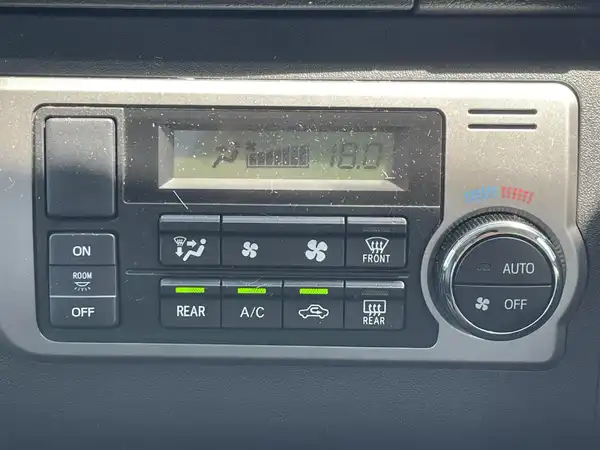 18.0
ON
ROOM
OFF
FRONT
REAR
A/C
REAR
AUTO
OFF